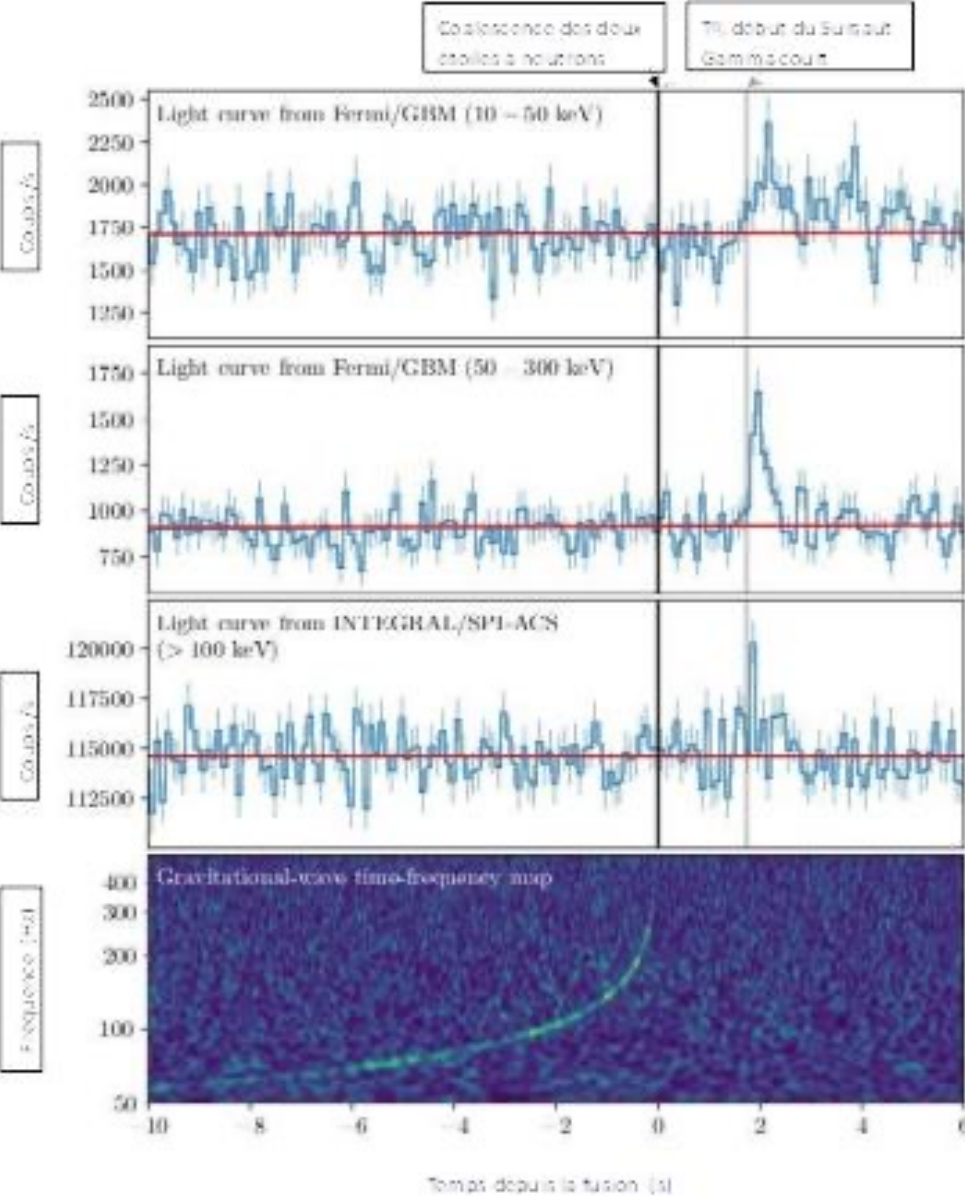 Coalescence des deux
étoiles à neutrons
début du Sursaut
Gamma court
Light curve from Fermi/GBM (10 – 50 keV)
2500
2250
2000
1750
1500
1250
Coups/s
Light curve from Fermi/GBM (50 – 300 keV)
1750
1500
1250
1000
750
Coups/s
Light curve from INTEGRAL/SPI-ACS
(> 100 keV)
120000
117500
115000
112500
Coups/s
Gravitational-wave time-frequency map
400
300
200
100
50
Fréquence (Hz)
-10 -8 -6 -4 -2 0 2 4 6
Temps depuis la fusion (s)